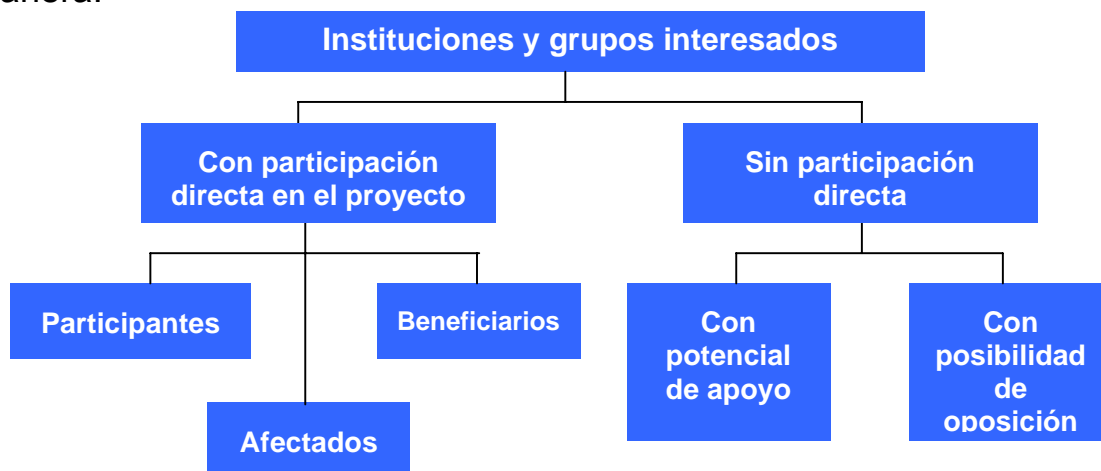 Instituciones y grupos interesados
Con participación
directa en el proyecto
Sin participación
directa
Participantes
Beneficiarios
Afectados
Con
potencial
de apoyo
Con
posibilidad
de
oposición